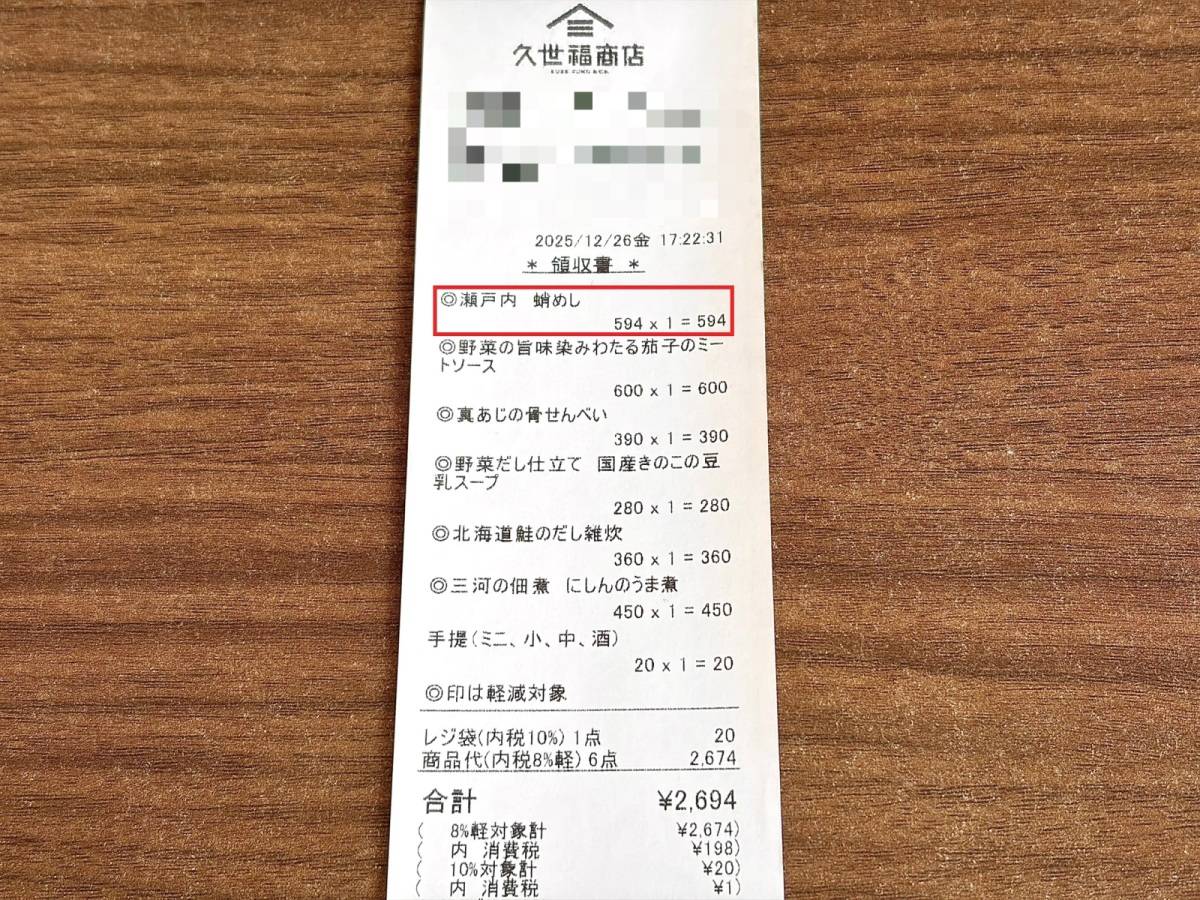 久世福商店
2025/12/26金 17:22:31
* 領収書 *
◎瀬戸内 蛸めし
594 x 1 = 594
◎野菜の旨味染みわたる茄子のミー
トソース
600 x 1 = 600
◎真あじの骨せんべい
390 x 1 = 390
◎野菜だし仕立て 国産きのこの豆
乳スープ
280 x 1 = 280
◎北海道鮭のだし雑炊
360 x 1 = 360
◎三河の佃煮 にしんのうま煮
450 x 1 = 450
手提(ミニ、小、中、酒)
20 x 1 = 20
◎印は軽減対象
レジ袋(内税10%) 1点 20
商品代(内税8%軽) 6点 2,674
合計 ¥2,694
( 8%軽対象計 ¥2,674)
( 内 消費税 ¥198)
( 10%対象計 ¥20)
( 内 消費税 ¥1)